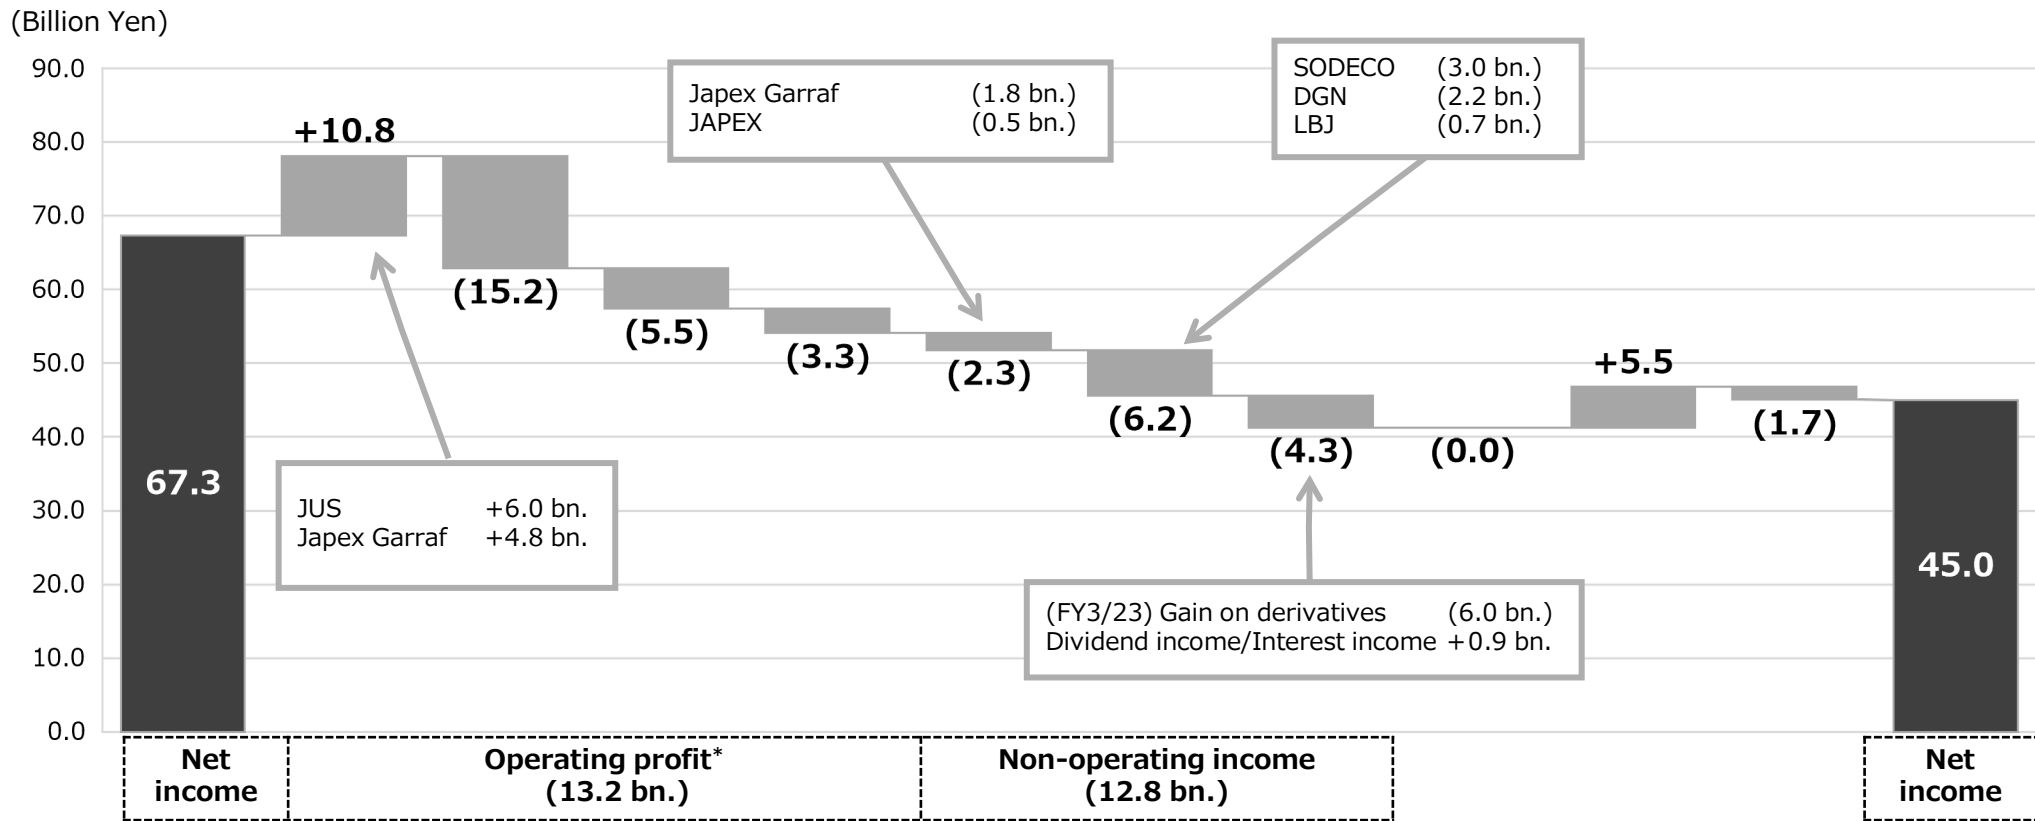 (Billion Yen)
90.0
80.0
70.0
60.0
50.0
40.0
30.0
20.0
10.0
0.0
67.3
+10.8
(15.2)
(5.5)
(3.3)
(2.3)
(6.2)
(4.3)
(0.0)
+5.5
(1.7)
45.0
Japex Garraf (1.8 bn.)
JAPEX (0.5 bn.)
SODECO (3.0 bn.)
DGN (2.2 bn.)
LBJ (0.7 bn.)
JUS +6.0 bn.
Japex Garraf +4.8 bn.
(FY3/23) Gain on derivatives (6.0 bn.)
Dividend income/Interest income +0.9 bn.
Net
income
Operating profit*
(13.2 bn.)
Non-operating income
(12.8 bn.)
Net
income